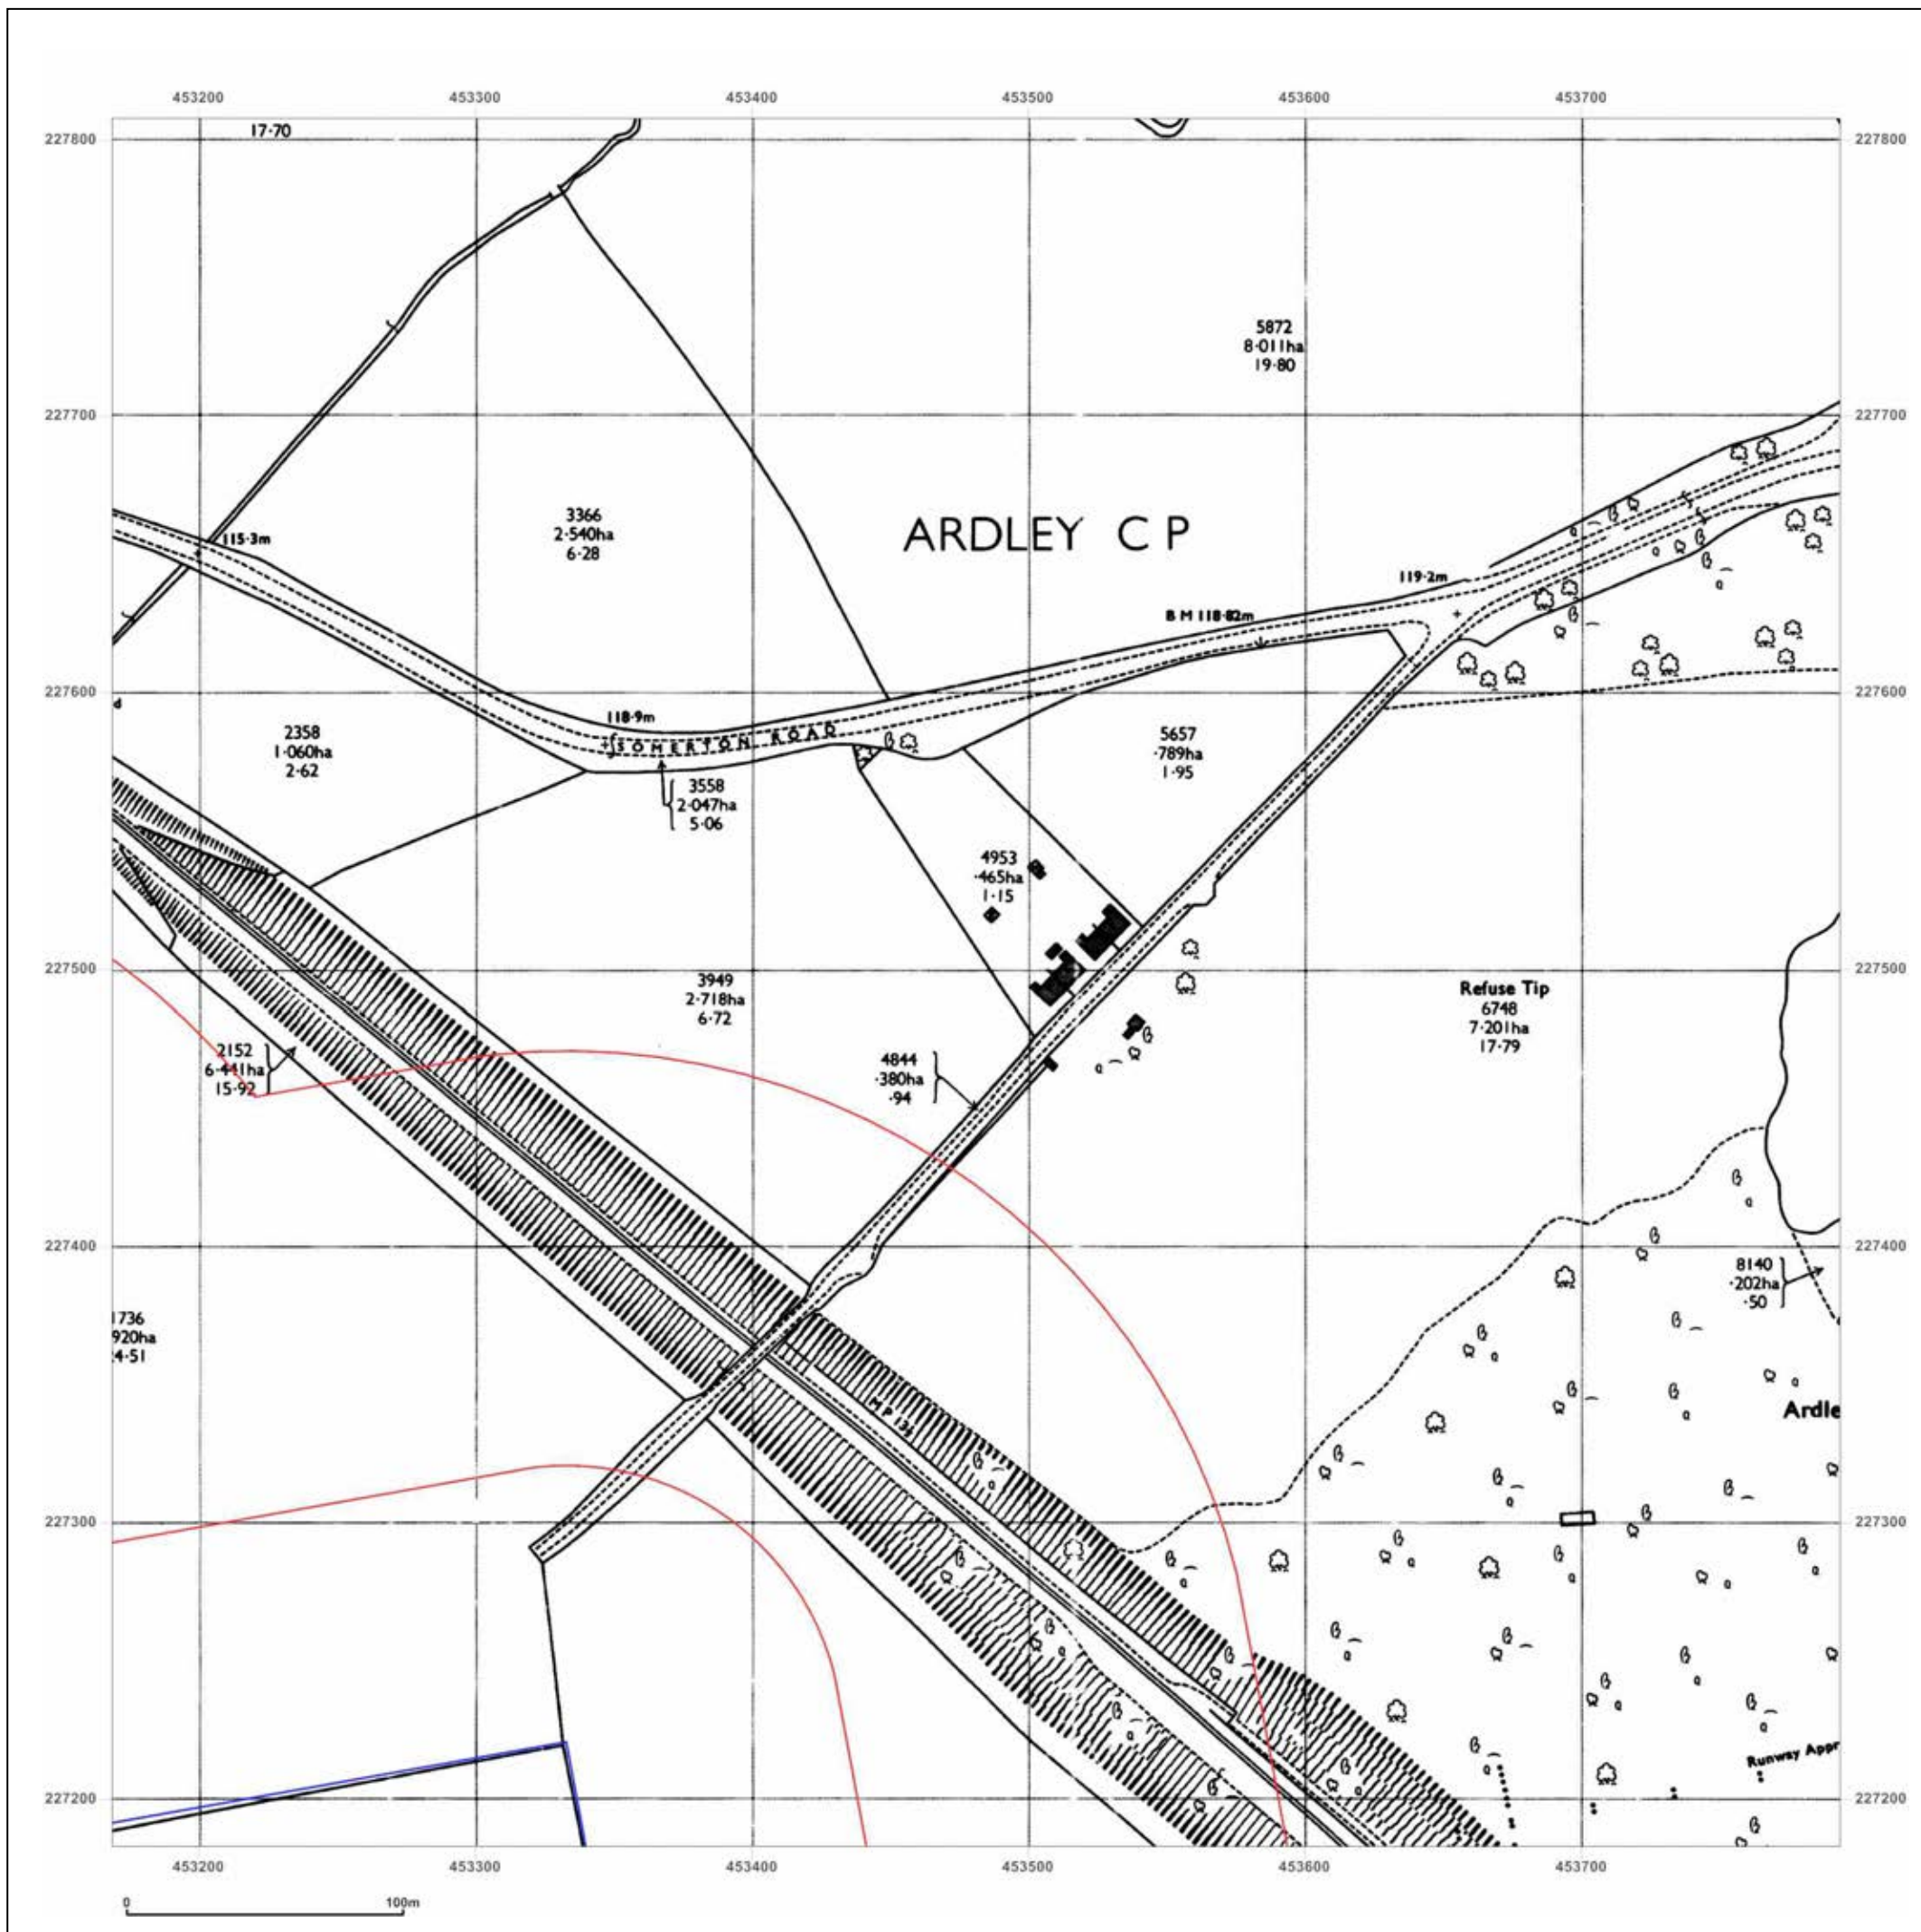 453200 453300 453400 453500 453600 453700
227800 17·70 227800
5872
8·011ha
19·80
227700 227700
3366
2·540ha
6·28
ARDLEY C P
115·3m
119·2m
B M 118·82m
227600 227600
d
118·9m
SOMERTON ROAD
2358
1·060ha
2·62
5657
·789ha
1·95
3558
2·047ha
5·06
4953
·465ha
1·15
227500 227500
3949
2·718ha
6·72
Refuse Tip
6748
7·201ha
17·79
2152
6·441ha
15·92
4844
·380ha
·94
227400 227400
8140
·202ha
·50
1736
920ha
4·51
M P
Ardle
227300 227300
Runway Appr
227200 227200
453200 453300 453400 453500 453600 453700
0 100m